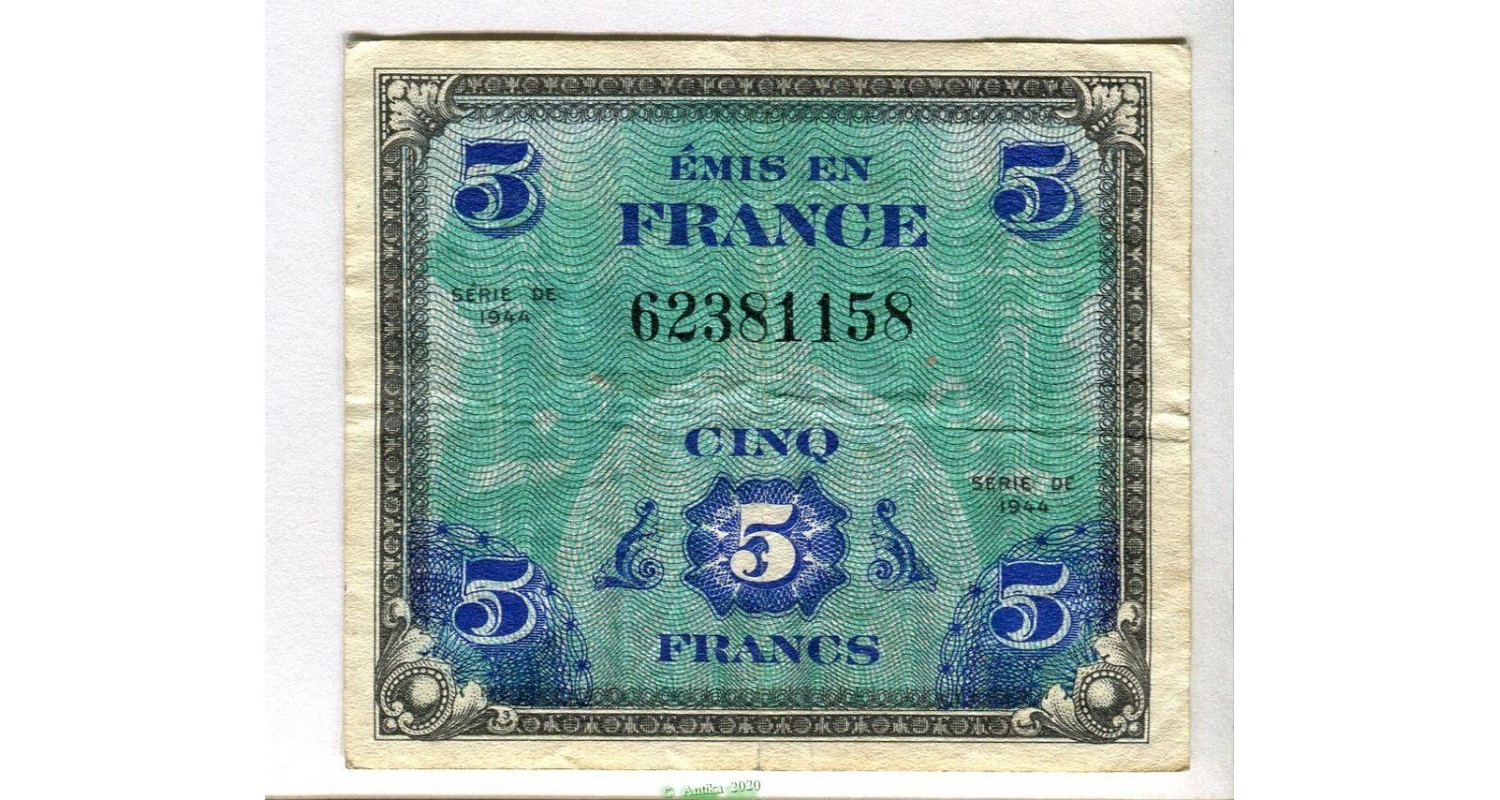 5 ÉMIS EN 5
FRANCE
SÉRIE DE
1944
62381158
CINQ
SÉRIE DE
1944
5
5 5
FRANCS
© Antika 2020